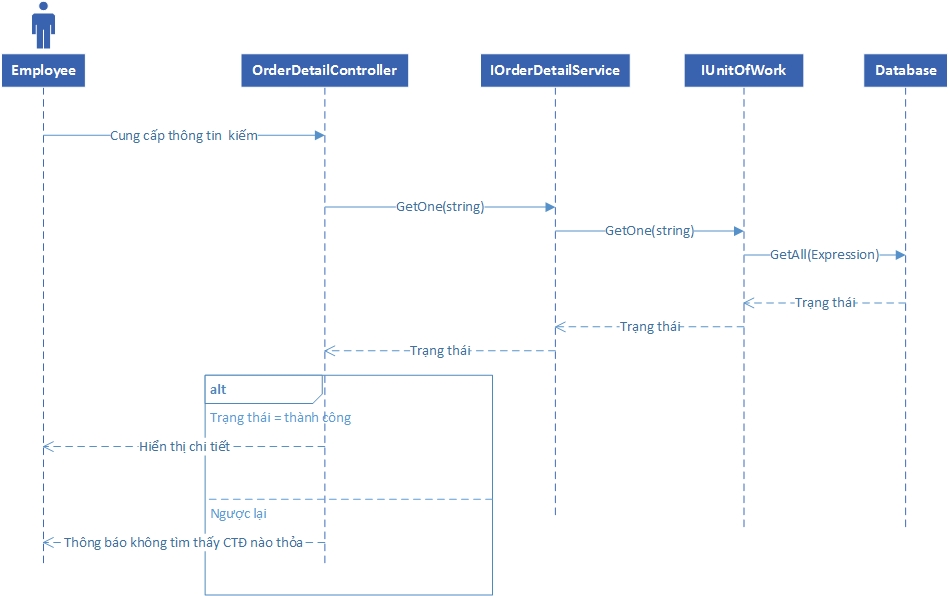 Employee
OrderDetailController
IOrderDetailService
IUnitOfWork
Database
Cung cấp thông tin kiếm
GetOne(string)
GetOne(string)
GetAll(Expression)
Trạng thái
Trạng thái
Trạng thái
alt
Trạng thái = thành công
Hiển thị chi tiết
Ngược lại
Thông báo không tìm thấy CTĐ nào thỏa